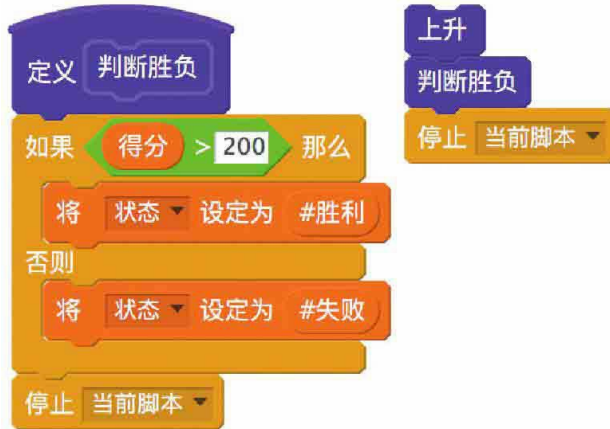 定义 判断胜负
如果 得分 > 200 那么
将 状态 设定为 #胜利
否则
将 状态 设定为 #失败
停止 当前脚本
上升
判断胜负
停止 当前脚本